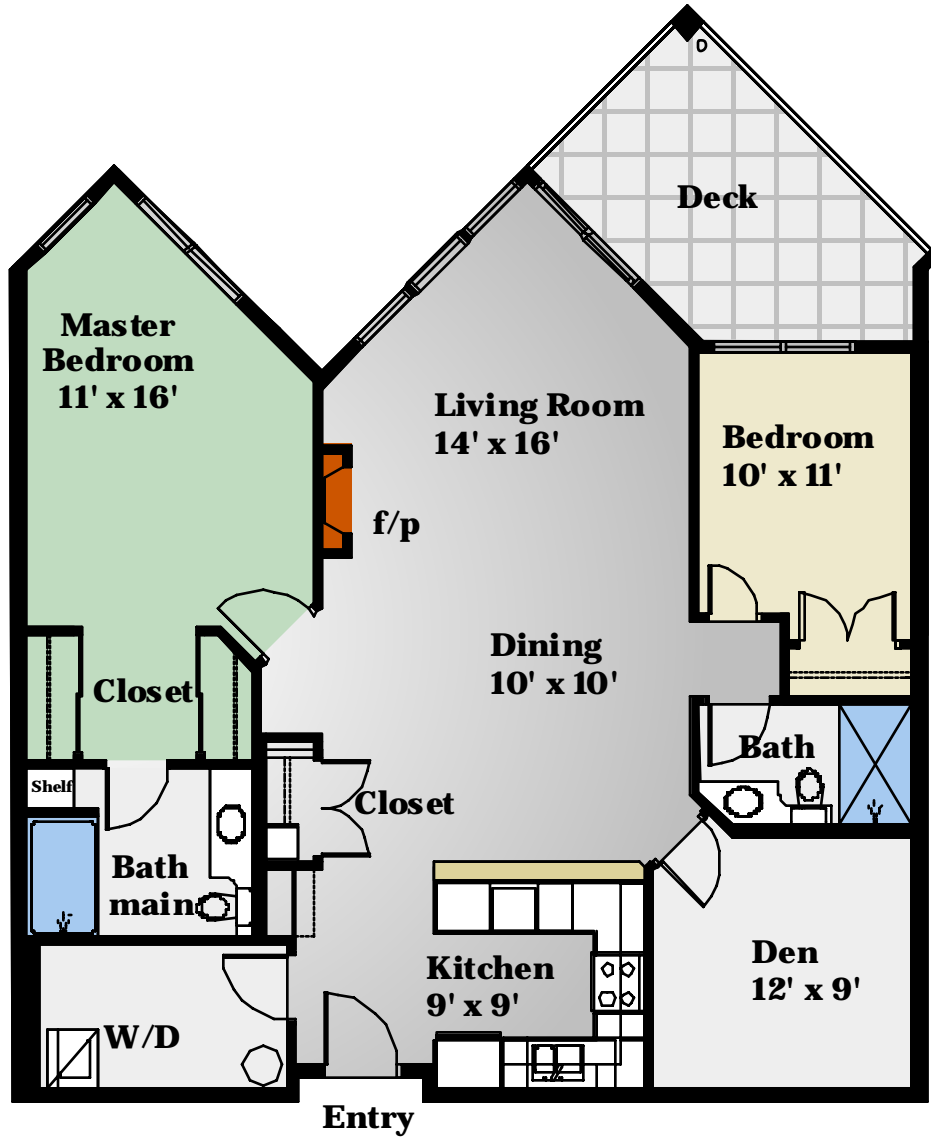 D
Deck
Master
Bedroom
11' x 16'
Living Room
14' x 16'
Bedroom
10' x 11'
f/p
Dining
10' x 10'
Closet
Bath
Shelf
Closet
Bath
main
Kitchen
9' x 9'
Den
12' x 9'
W/D
Entry